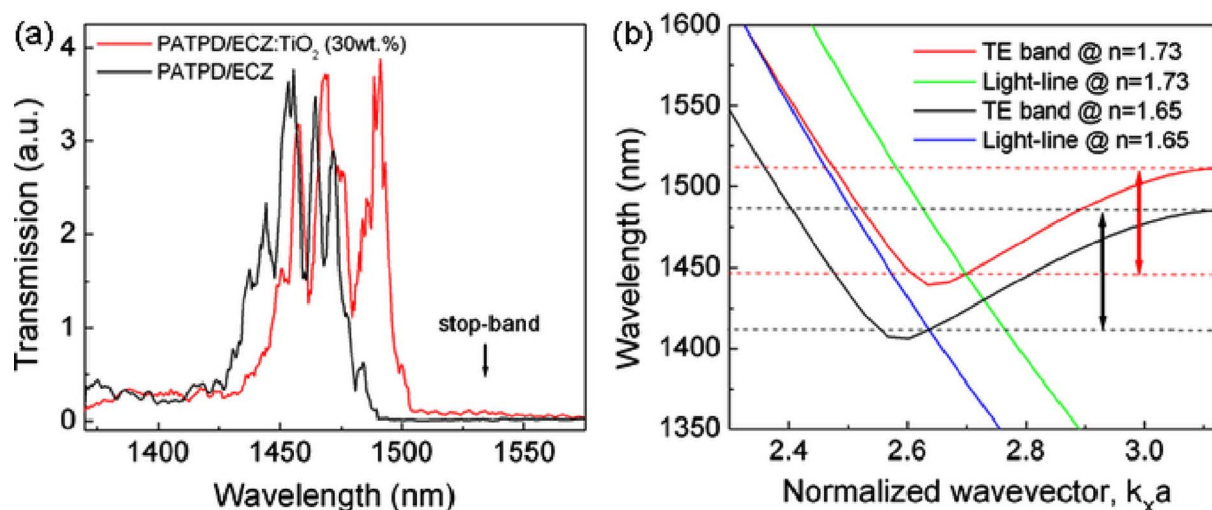 (a)
PATPD/ECZ:TiO₂ (30wt.%)
PATPD/ECZ
stop-band
Transmission (a.u.)
4
3
2
1
0
1400 1450 1500 1550
Wavelength (nm)
(b)
TE band @ n=1.73
Light-line @ n=1.73
TE band @ n=1.65
Light-line @ n=1.65
Wavelength (nm)
1600
1550
1500
1450
1400
1350
2.4 2.6 2.8 3.0
Normalized wavevector, kₓa